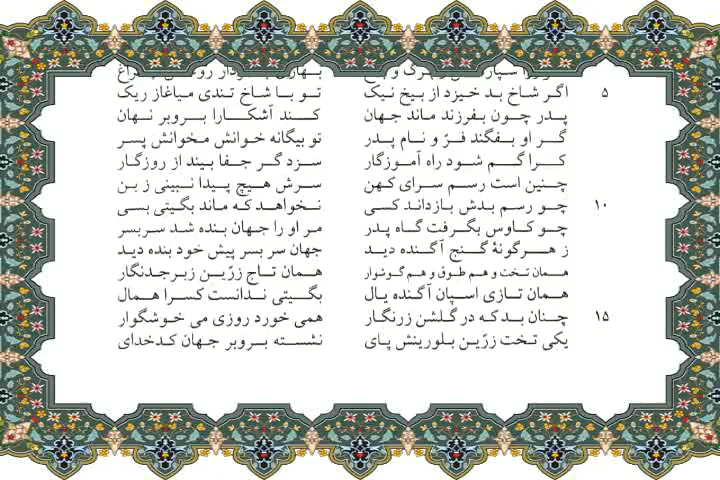 ۵ اگر شاخ بد خیزد از بیخ نیک تو با شاخ تندی میاغاز ریک
پدر چون بفرزند ماند جهان کند آشکارا بروبر نهان
گر او بفگند فرّ و نام پدر تو بیگانه خوانش مخوانش پسر
کرا گم شود راه آموزگار سزد گر جفا بیند از روزگار
چنین است رسم سرای کهن سرش هیچ پیدا نبینی ز بن
۱۰ چو رسم بدش بازداند کسی نخواهد که ماند بگیتی بسی
چو کاوس بگرفت گاه پدر مر او را جهان بنده شد سربسر
ز هرگونهٔ گنج آگنده دید جهان سر بسر پیش خود بنده دید
همان تخت و هم طوق و هم گوشوار همان تاج زرّین زبرجدنگار
همان تازی اسپان آگنده یال بگیتی ندانست کسرا همال
۱۵ چنان بد که در گلشن زرنگار همی خورد روزی می خوشگوار
یکی تخت زرّین بلورینش پای نشسته بروبر جهان کدخدای